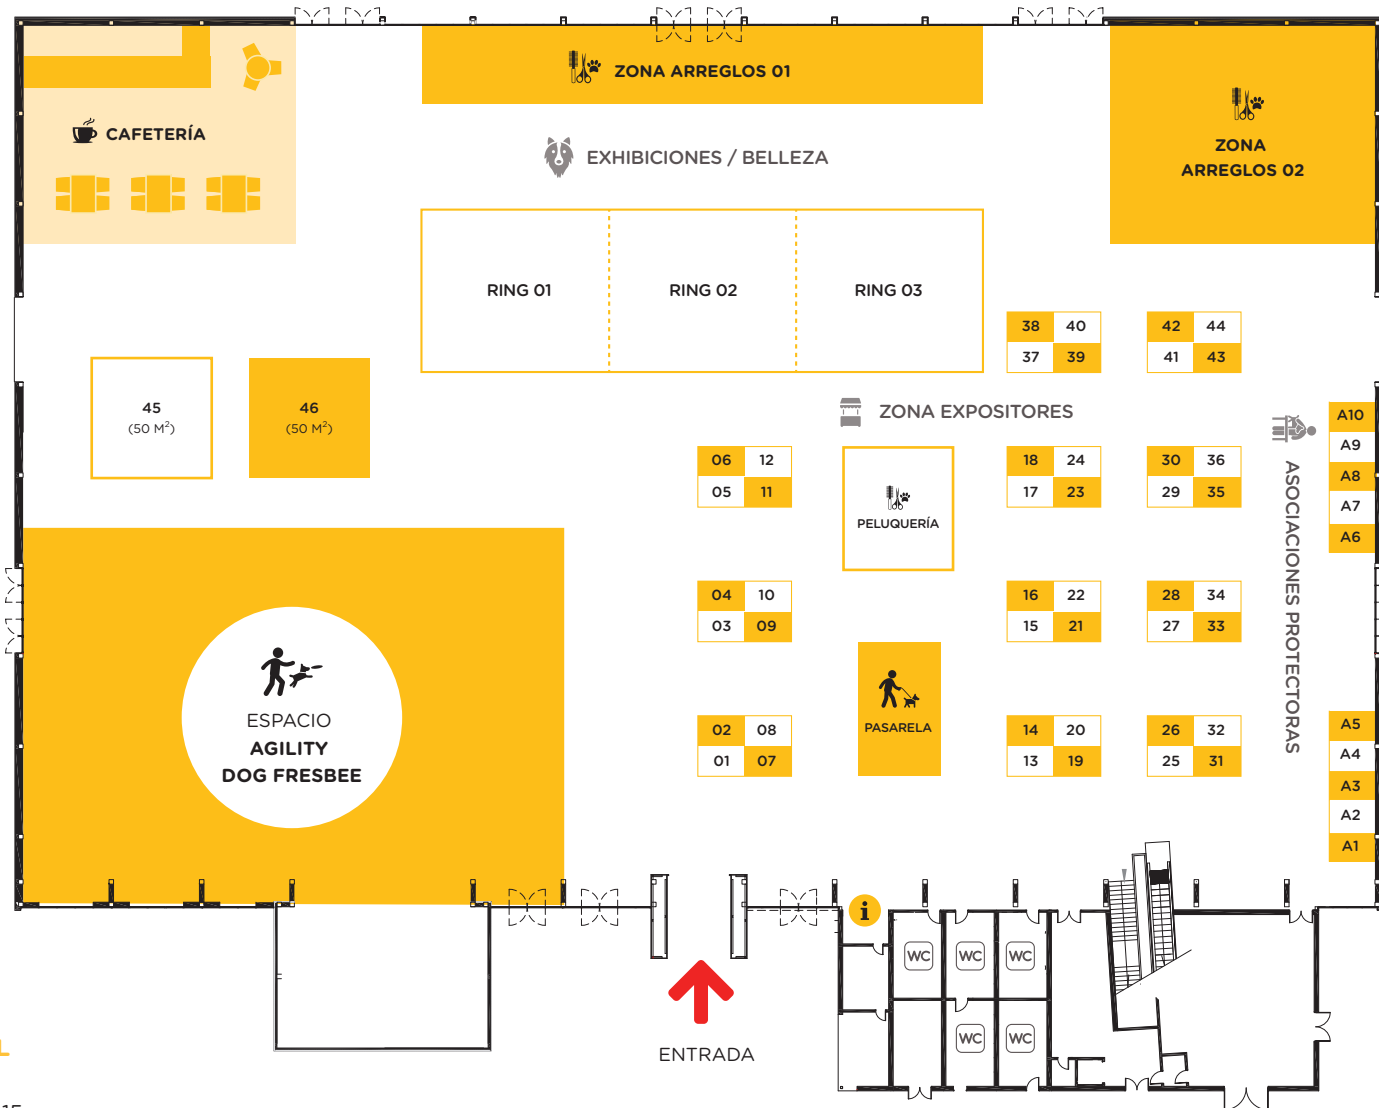 ZONA ARREGLOS 01
CAFETERÍA
EXHIBICIONES / BELLEZA
ZONA
ARREGLOS 02
RING 01
RING 02
RING 03
38 40
37 39
42 44
41 43
45
(50 M²)
46
(50 M²)
ZONA EXPOSITORES
A10
A9
A8
A7
A6
ASOCIACIONES PROTECTORAS
06 12
05 11
PELUQUERÍA
18 24
17 23
30 36
29 35
04 10
03 09
16 22
15 21
28 34
27 33
ESPACIO
AGILITY
DOG FRESBEE
PASARELA
02 08
01 07
14 20
13 19
26 32
25 31
A5
A4
A3
A2
A1
i
WC
WC
WC
WC
WC
ENTRADA
L
15